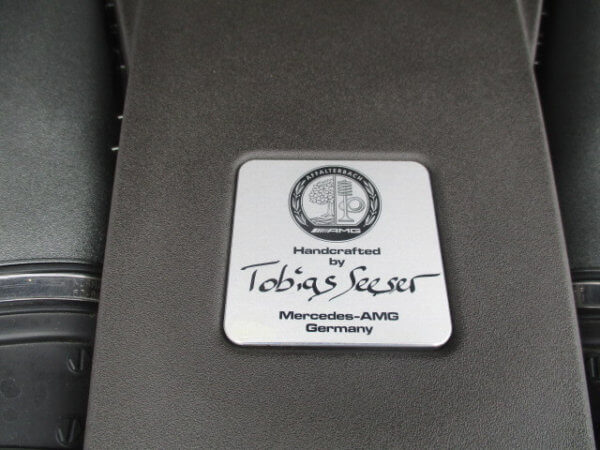 AFFALTERBACH
AMG
Handcrafted
by
Tobias Seeser
Mercedes-AMG
Germany